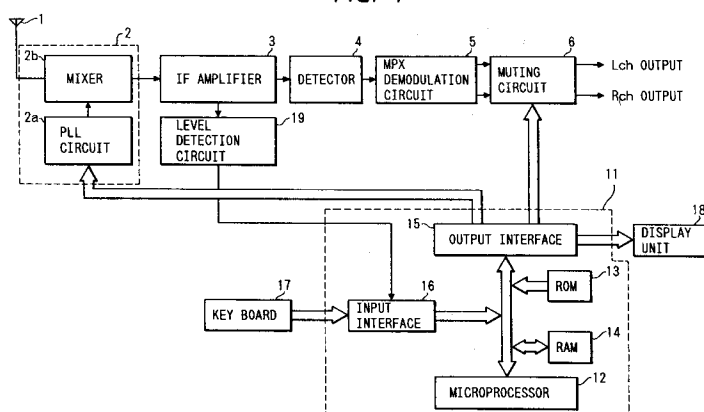 1
2
2b
MIXER
2a
PLL
CIRCUIT
3
IF AMPLIFIER
4
DETECTOR
5
MPX
DEMODULATION
CIRCUIT
6
MUTING
CIRCUIT
Lch OUTPUT
Rch OUTPUT
19
LEVEL
DETECTION
CIRCUIT
11
15
OUTPUT INTERFACE
18
DISPLAY
UNIT
17
KEY BOARD
16
INPUT
INTERFACE
13
ROM
14
RAM
12
MICROPROCESSOR